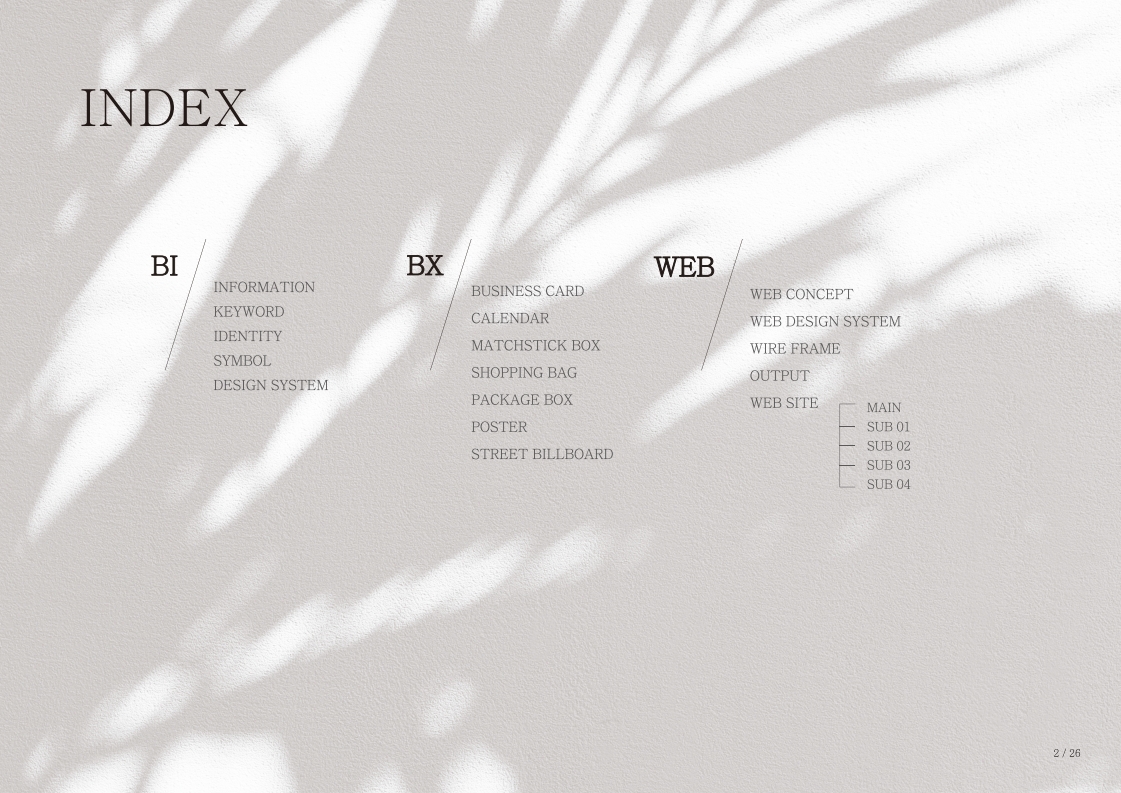 INDEX
BI
INFORMATION
KEYWORD
IDENTITY
SYMBOL
DESIGN SYSTEM
BX
BUSINESS CARD
CALENDAR
MATCHSTICK BOX
SHOPPING BAG
PACKAGE BOX
POSTER
STREET BILLBOARD
WEB
WEB CONCEPT
WEB DESIGN SYSTEM
WIRE FRAME
OUTPUT
WEB SITE
MAIN
SUB 01
SUB 02
SUB 03
SUB 04
2 / 26